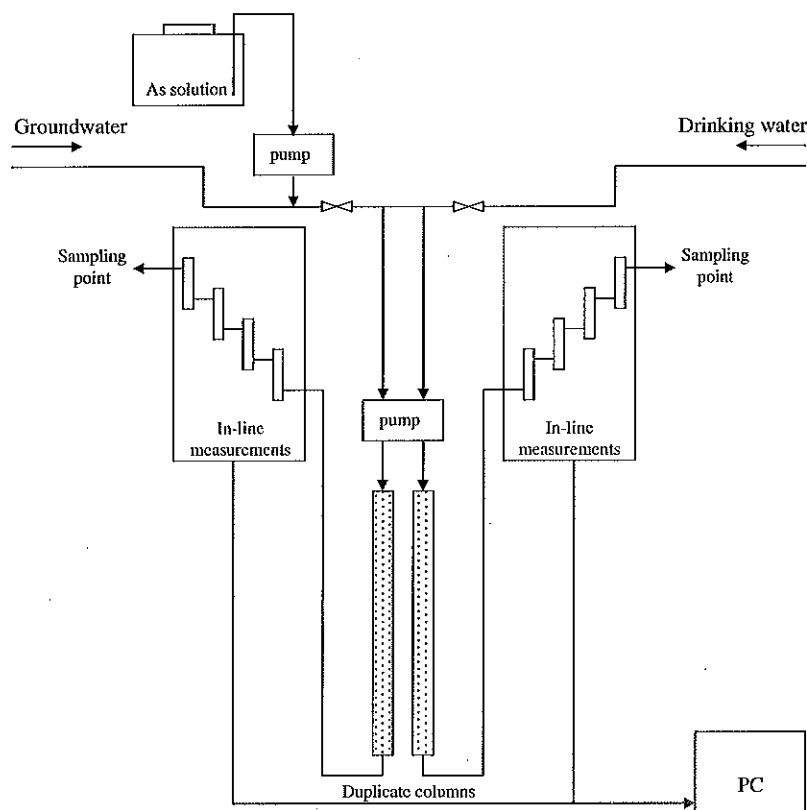 As solution
Groundwater
pump
Drinking water
Sampling
point
Sampling
point
In-line
measurements
pump
In-line
measurements
Duplicate columns
PC